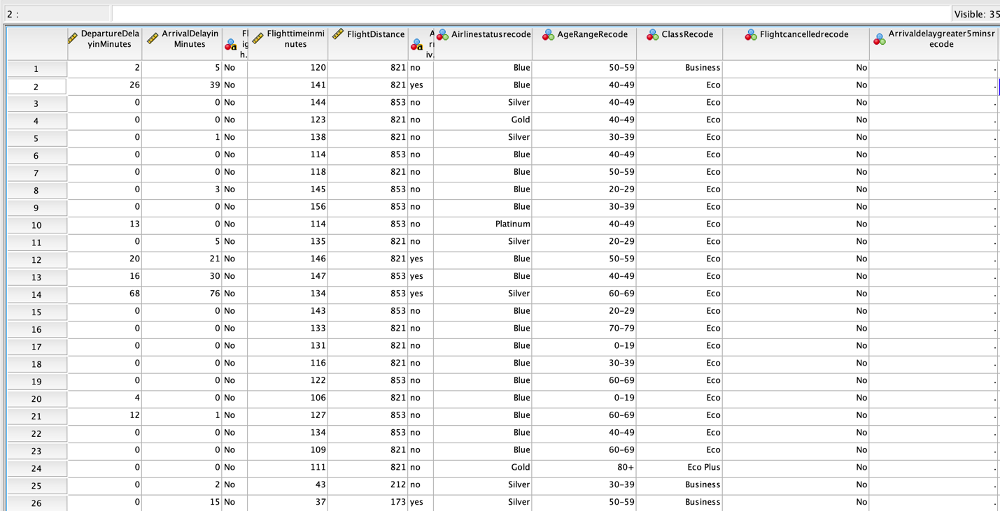 2 :
Visible: 35
DepartureDela
yinMinutes
ArrivalDelayin
Minutes
Fl
ig
h.
Flighttimeinmi
nutes
FlightDistance
A
rr
iv.
Airlinestatusrecode
AgeRangeRecode
ClassRecode
Flightcancelledrecode
Arrivaldelaygreater5minsr
ecode
1 2 5 No 120 821 no Blue 50-59 Business No .
2 26 39 No 141 821 yes Blue 40-49 Eco No .
3 0 0 No 144 853 no Silver 40-49 Eco No .
4 0 0 No 123 821 no Gold 40-49 Eco No .
5 0 1 No 138 821 no Silver 30-39 Eco No .
6 0 0 No 114 853 no Blue 40-49 Eco No .
7 0 0 No 118 821 no Blue 50-59 Eco No .
8 0 3 No 145 853 no Blue 20-29 Eco No .
9 0 0 No 156 853 no Blue 30-39 Eco No .
10 13 0 No 114 853 no Platinum 40-49 Eco No .
11 0 5 No 135 821 no Silver 20-29 Eco No .
12 20 21 No 146 821 yes Blue 50-59 Eco No .
13 16 30 No 147 853 yes Blue 40-49 Eco No .
14 68 76 No 134 853 yes Silver 60-69 Eco No .
15 0 0 No 143 853 no Blue 20-29 Eco No .
16 0 0 No 133 821 no Blue 70-79 Eco No .
17 0 0 No 131 821 no Blue 0-19 Eco No .
18 0 0 No 116 821 no Blue 30-39 Eco No .
19 0 0 No 122 853 no Blue 60-69 Eco No .
20 4 0 No 106 821 no Blue 0-19 Eco No .
21 12 1 No 127 853 no Blue 60-69 Eco No .
22 0 0 No 134 853 no Blue 40-49 Eco No .
23 0 0 No 109 821 no Blue 60-69 Eco No .
24 0 0 No 111 821 no Gold 80+ Eco Plus No .
25 0 2 No 43 212 no Silver 30-39 Business No .
26 0 15 No 37 173 yes Silver 50-59 Business No .